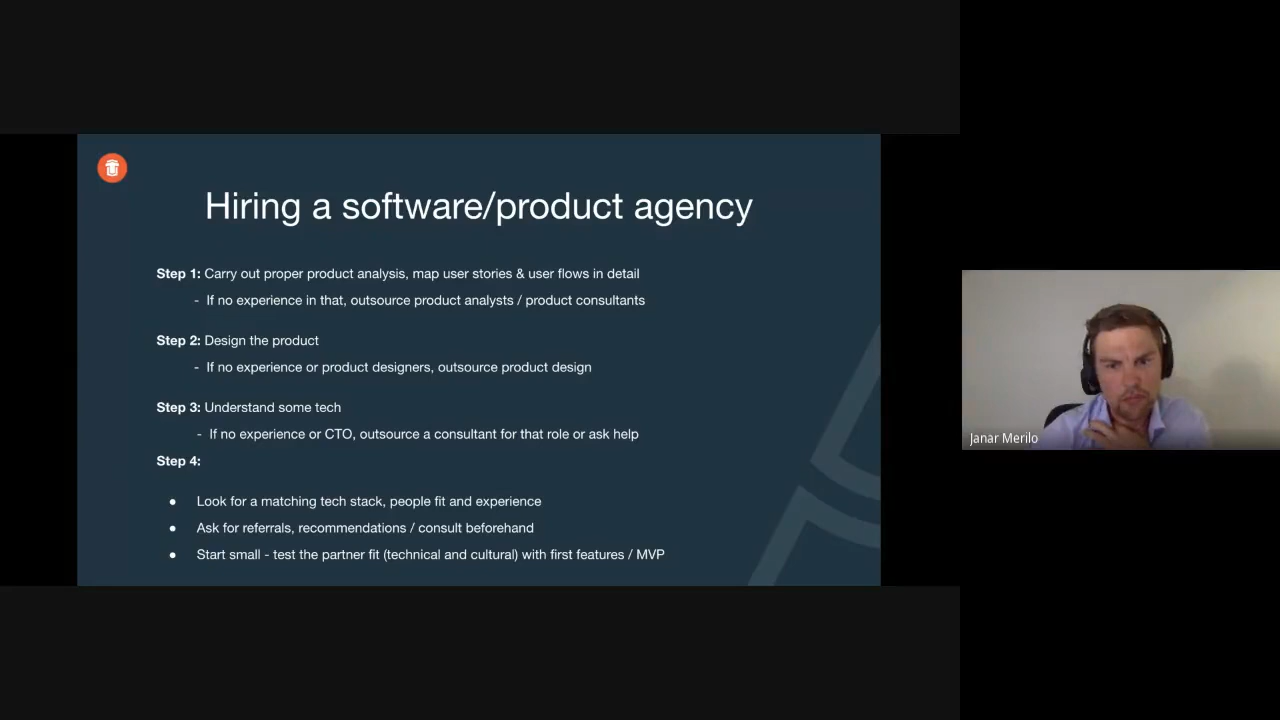 Hiring a software/product agency
Step 1: Carry out proper product analysis, map user stories & user flows in detail
- If no experience in that, outsource product analysts / product consultants
Step 2: Design the product
- If no experience or product designers, outsource product design
Step 3: Understand some tech
- If no experience or CTO, outsource a consultant for that role or ask help
Step 4:
● Look for a matching tech stack, people fit and experience
● Ask for referrals, recommendations / consult beforehand
● Start small - test the partner fit (technical and cultural) with first features / MVP
Janar Merilo